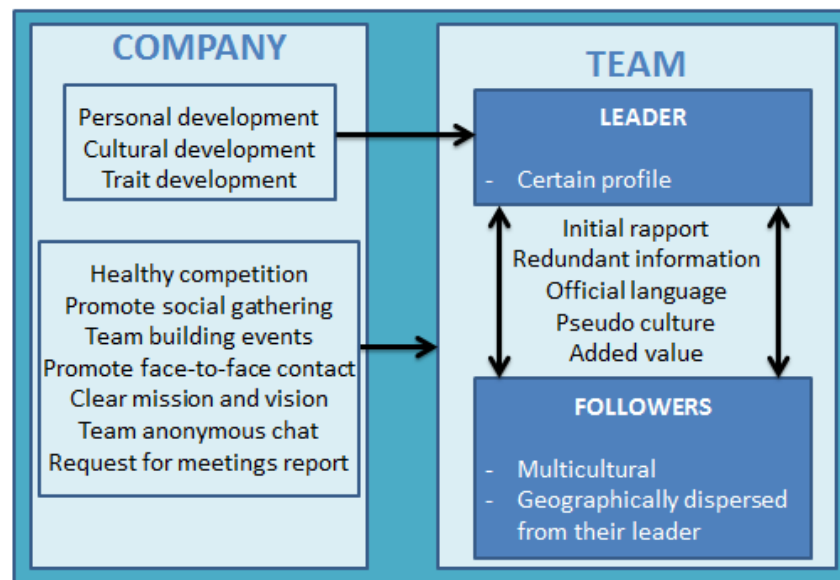 COMPANY
Personal development
Cultural development
Trait development
Healthy competition
Promote social gathering
Team building events
Promote face-to-face contact
Clear mission and vision
Team anonymous chat
Request for meetings report
TEAM
LEADER
- Certain profile
Initial rapport
Redundant information
Official language
Pseudo culture
Added value
FOLLOWERS
- Multicultural
- Geographically dispersed
from their leader